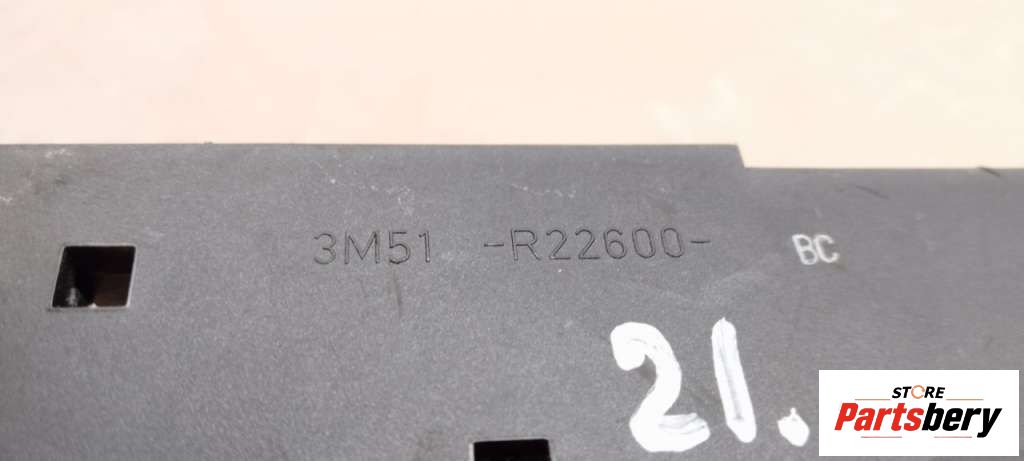 3M51 -R22600- BC
21.
STORE
Partsbery